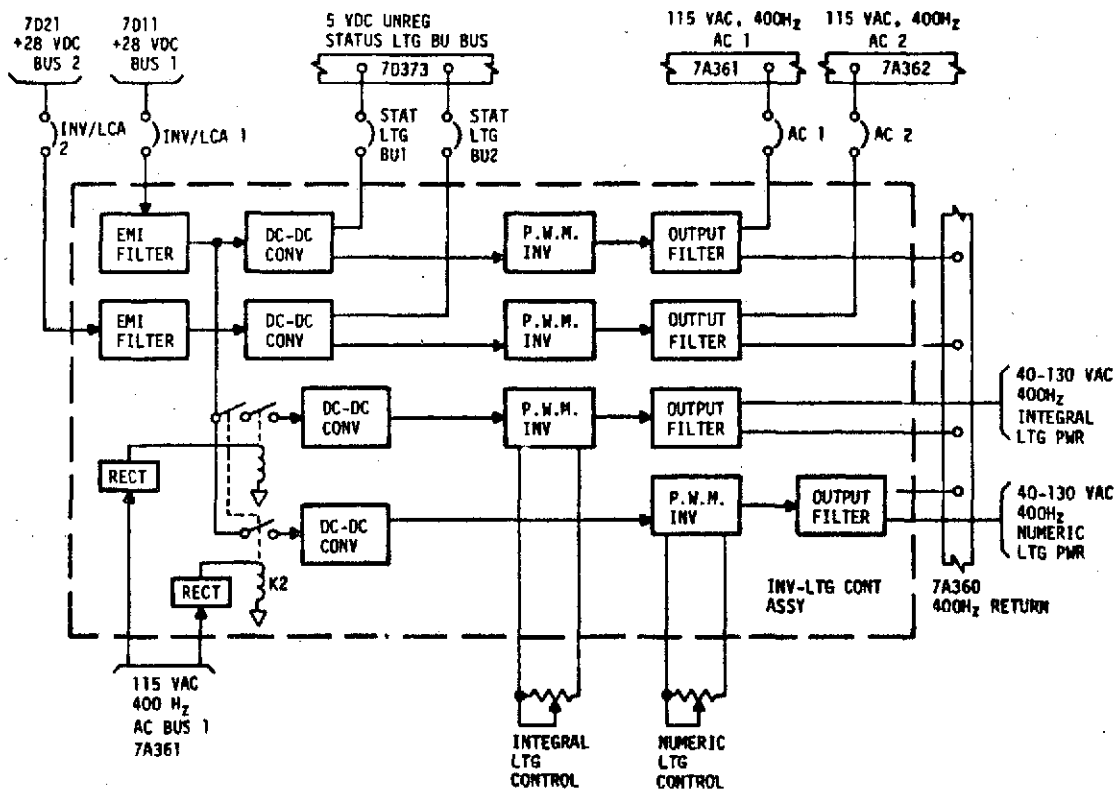 7D21
+28 VDC
BUS 2
7D11
+28 VDC
BUS 1
5 VDC UNREG
STATUS LTG BU BUS
7D373
115 VAC, 400Hz
AC 1
7A361
115 VAC, 400Hz
AC 2
7A362
INV/LCA
2
INV/LCA 1
STAT
LTG
BU1
STAT
LTG
BU2
AC 1
AC 2
EMI
FILTER
DC-DC
CONV
P.W.M.
INV
OUTPUT
FILTER
EMI
FILTER
DC-DC
CONV
P.W.M.
INV
OUTPUT
FILTER
DC-DC
CONV
P.W.M.
INV
OUTPUT
FILTER
40-130 VAC
400Hz
INTEGRAL
LTG PWR
RECT
DC-DC
CONV
P.W.M.
INV
OUTPUT
FILTER
40-130 VAC
400Hz
NUMERIC
LTG PWR
RECT
K2
INV-LTG CONT
ASSY
7A360
400Hz RETURN
115 VAC
400 Hz
AC BUS 1
7A361
INTEGRAL
LTG
CONTROL
NUMERIC
LTG
CONTROL